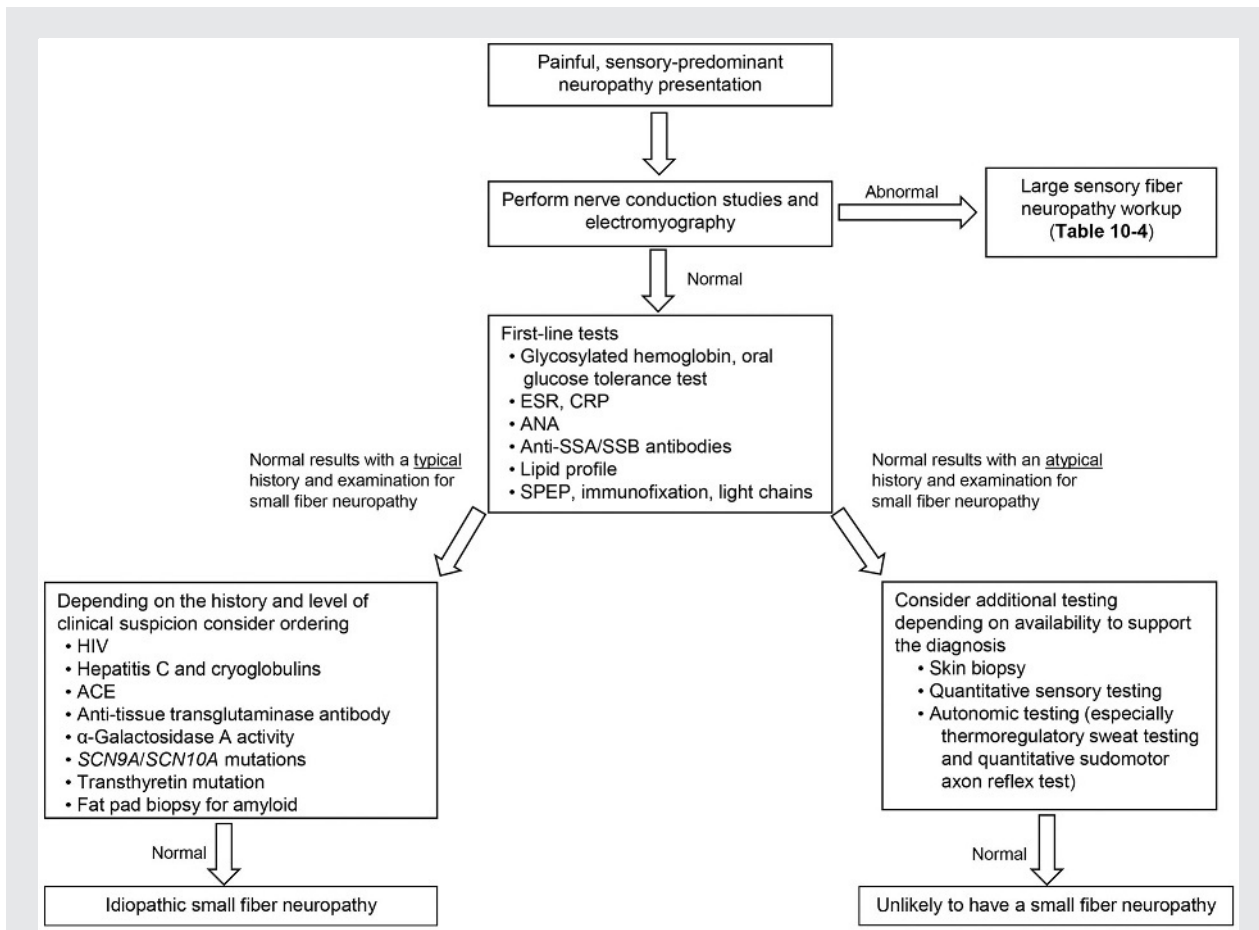 Painful, sensory-predominant
neuropathy presentation
Perform nerve conduction studies and
electromyography
Abnormal
Large sensory fiber
neuropathy workup
(Table 10-4)
Normal
First-line tests
• Glycosylated hemoglobin, oral
glucose tolerance test
• ESR, CRP
• ANA
• Anti-SSA/SSB antibodies
• Lipid profile
• SPEP, immunofixation, light chains
Normal results with a typical
history and examination for
small fiber neuropathy
Normal results with an atypical
history and examination for
small fiber neuropathy
Depending on the history and level of
clinical suspicion consider ordering
• HIV
• Hepatitis C and cryoglobulins
• ACE
• Anti-tissue transglutaminase antibody
• α-Galactosidase A activity
• SCN9A/SCN10A mutations
• Transthyretin mutation
• Fat pad biopsy for amyloid
Normal
Idiopathic small fiber neuropathy
Consider additional testing
depending on availability to support
the diagnosis
• Skin biopsy
• Quantitative sensory testing
• Autonomic testing (especially
thermoregulatory sweat testing
and quantitative sudomotor
axon reflex test)
Normal
Unlikely to have a small fiber neuropathy